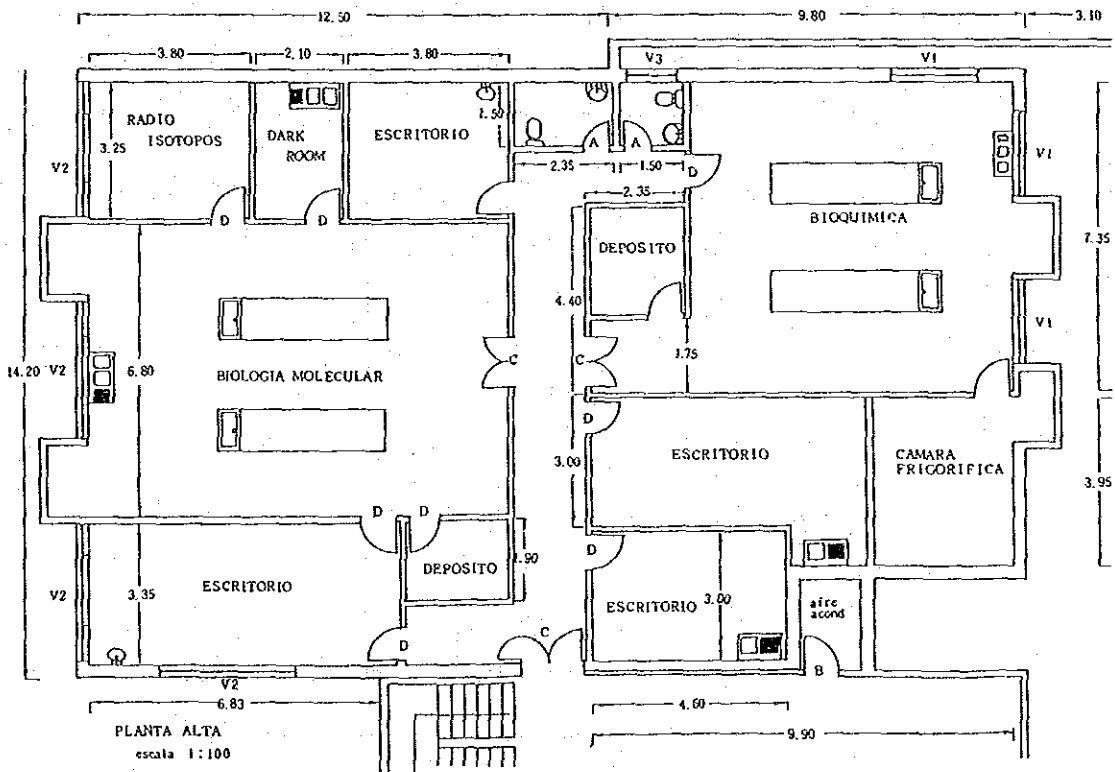 12.50
9.80
3.10
3.80
2.10
3.80
V3
V1
RADIO
ISOTOPOS
3.25
DARK
ROOM
ESCRITORIO
1.50
A
A
V2
D
D
2.35
1.50
D
2.35
V1
BIOQUIMICA
DEPOSITO
7.35
4.40
V1
1.75
14.20
V2
6.80
BIOLOGIA MOLECULAR
C
C
D
ESCRITORIO
CAMARA
FRIGORIFICA
3.00
3.95
D
D
D
1.90
DEPOSITO
V2
3.35
ESCRITORIO
ESCRITORIO
3.00
aire
acond
D
C
B
V2
6.83
4.60
9.90
PLANTA ALTA
escala 1:100